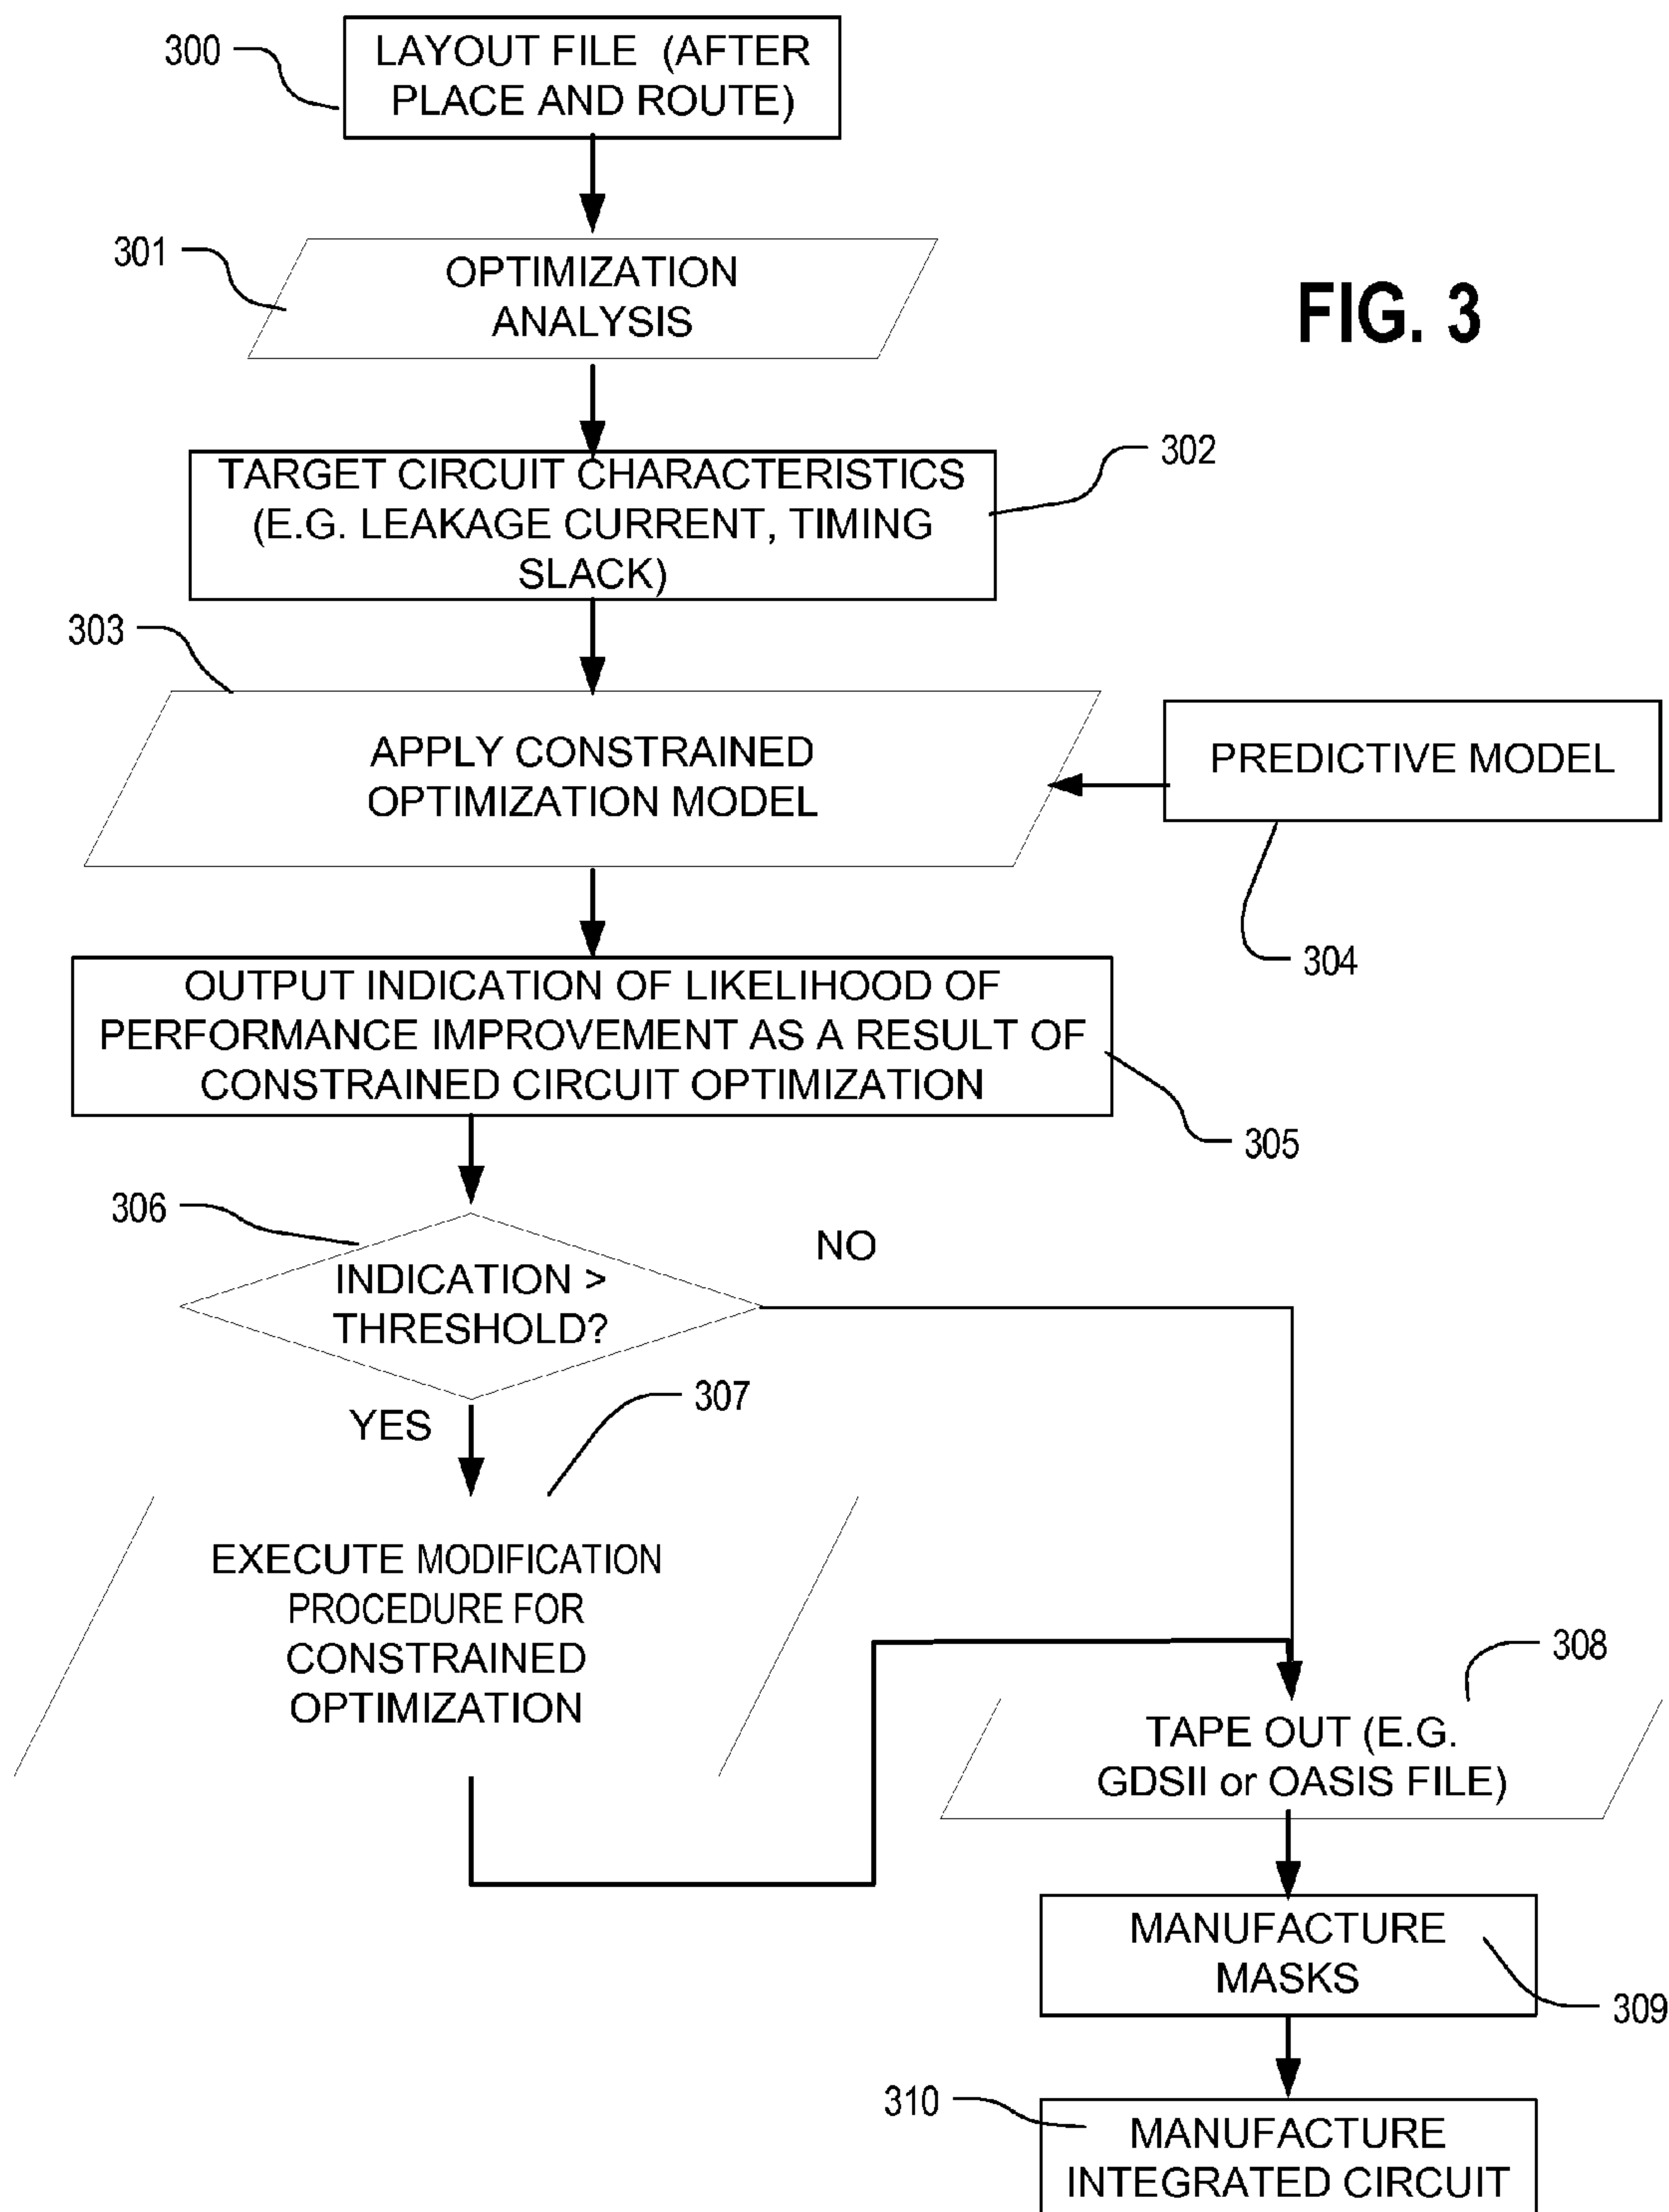 300
LAYOUT FILE (AFTER
PLACE AND ROUTE)
301
OPTIMIZATION
ANALYSIS
FIG. 3
302
TARGET CIRCUIT CHARACTERISTICS
(E.G. LEAKAGE CURRENT, TIMING
SLACK)
303
APPLY CONSTRAINED
OPTIMIZATION MODEL
PREDICTIVE MODEL
304
OUTPUT INDICATION OF LIKELIHOOD OF
PERFORMANCE IMPROVEMENT AS A RESULT OF
CONSTRAINED CIRCUIT OPTIMIZATION
305
306
INDICATION >
THRESHOLD?
NO
YES
307
EXECUTE MODIFICATION
PROCEDURE FOR
CONSTRAINED
OPTIMIZATION
308
TAPE OUT (E.G.
GDSII or OASIS FILE)
MANUFACTURE
MASKS
309
310
MANUFACTURE
INTEGRATED CIRCUIT